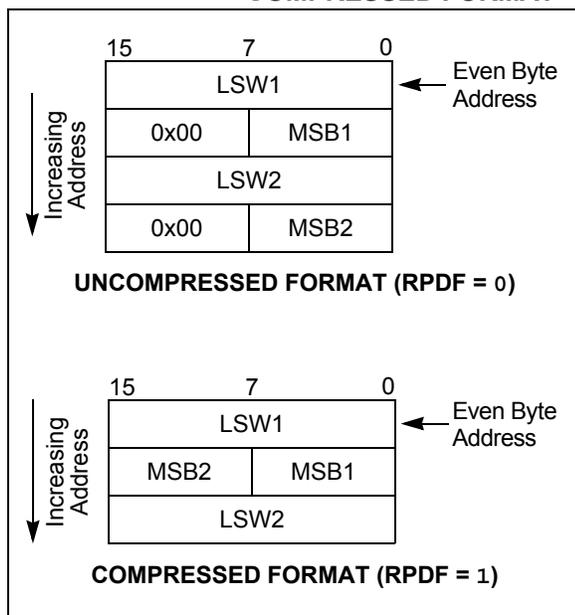 15 7 0
LSW1
Even Byte
Address
0x00 MSB1
LSW2
0x00 MSB2
Increasing
Address
UNCOMPRESSED FORMAT (RPDF = 0)
15 7 0
LSW1
Even Byte
Address
MSB2 MSB1
LSW2
Increasing
Address
COMPRESSED FORMAT (RPDF = 1)